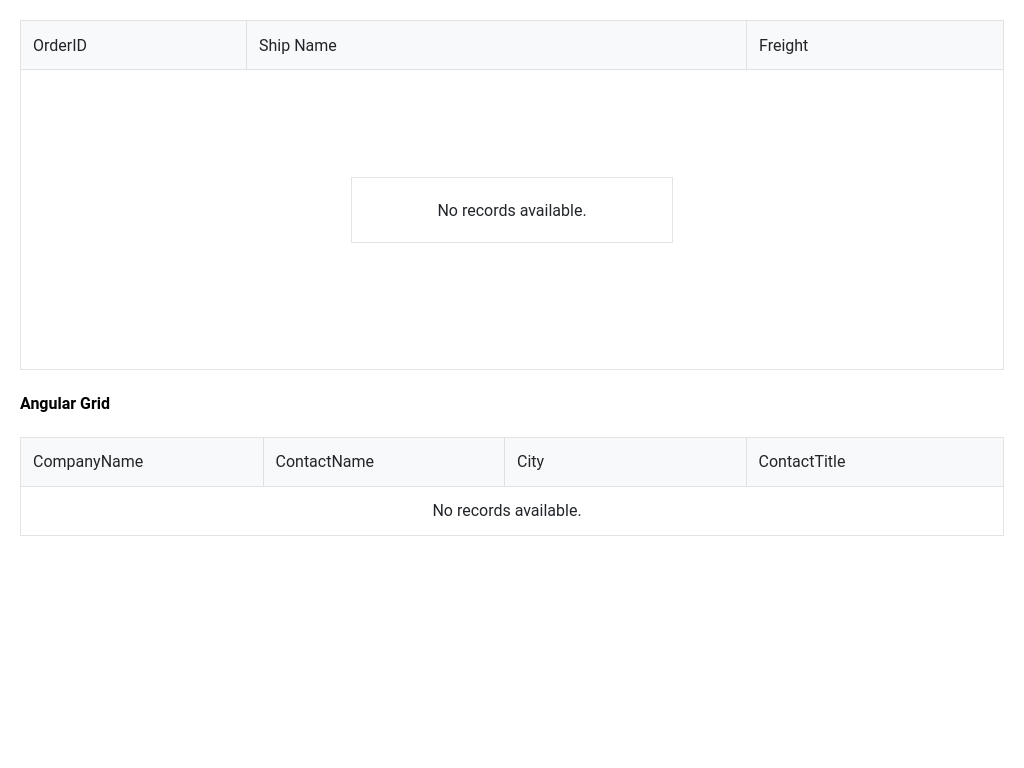 OrderID Ship Name Freight
No records available.
Angular Grid
CompanyName ContactName City ContactTitle
No records available.